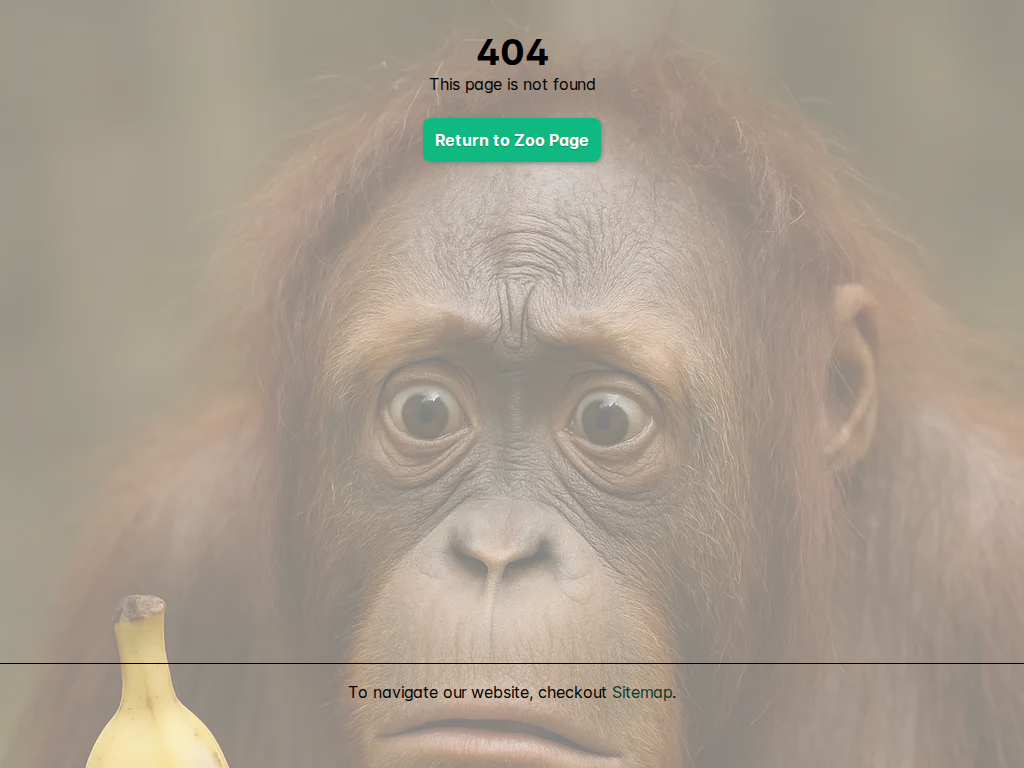 404
This page is not found
Return to Zoo Page
To navigate our website, checkout Sitemap.